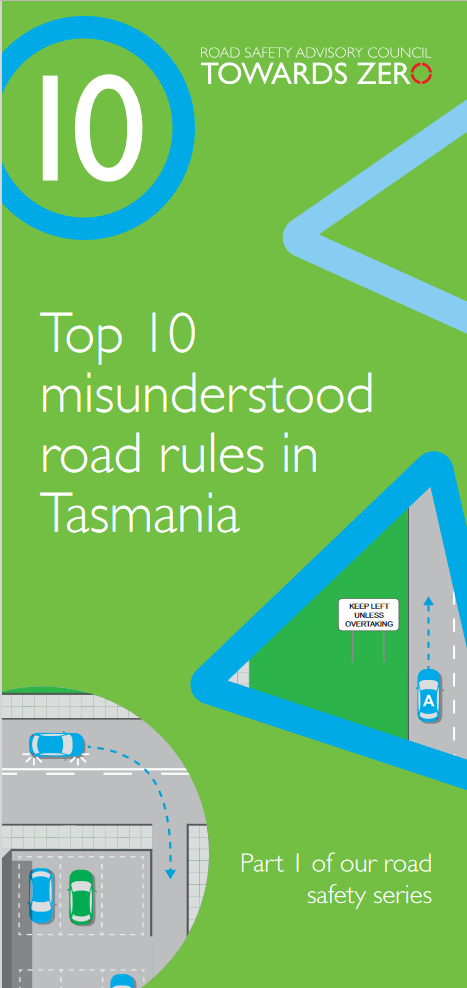 10
ROAD SAFETY ADVISORY COUNCIL
TOWARDS ZERO
Top 10
misunderstood
road rules in
Tasmania
KEEP LEFT
UNLESS
OVERTAKING
A
Part 1 of our road
safety series